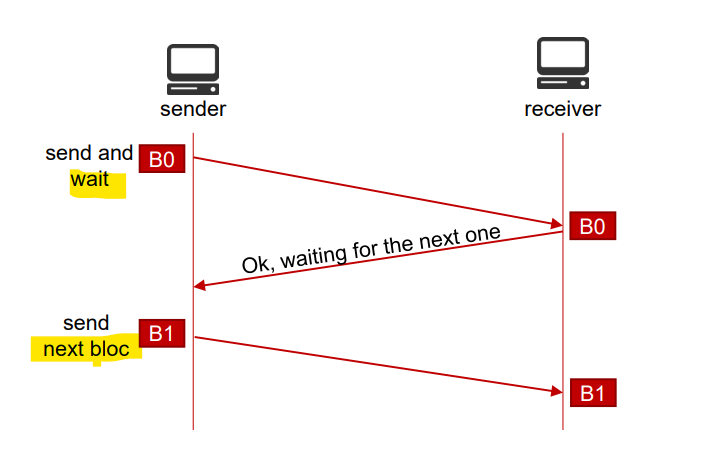 sender
receiver
send and
wait
B0
B0
Ok, waiting for the next one
send
next bloc
B1
B1